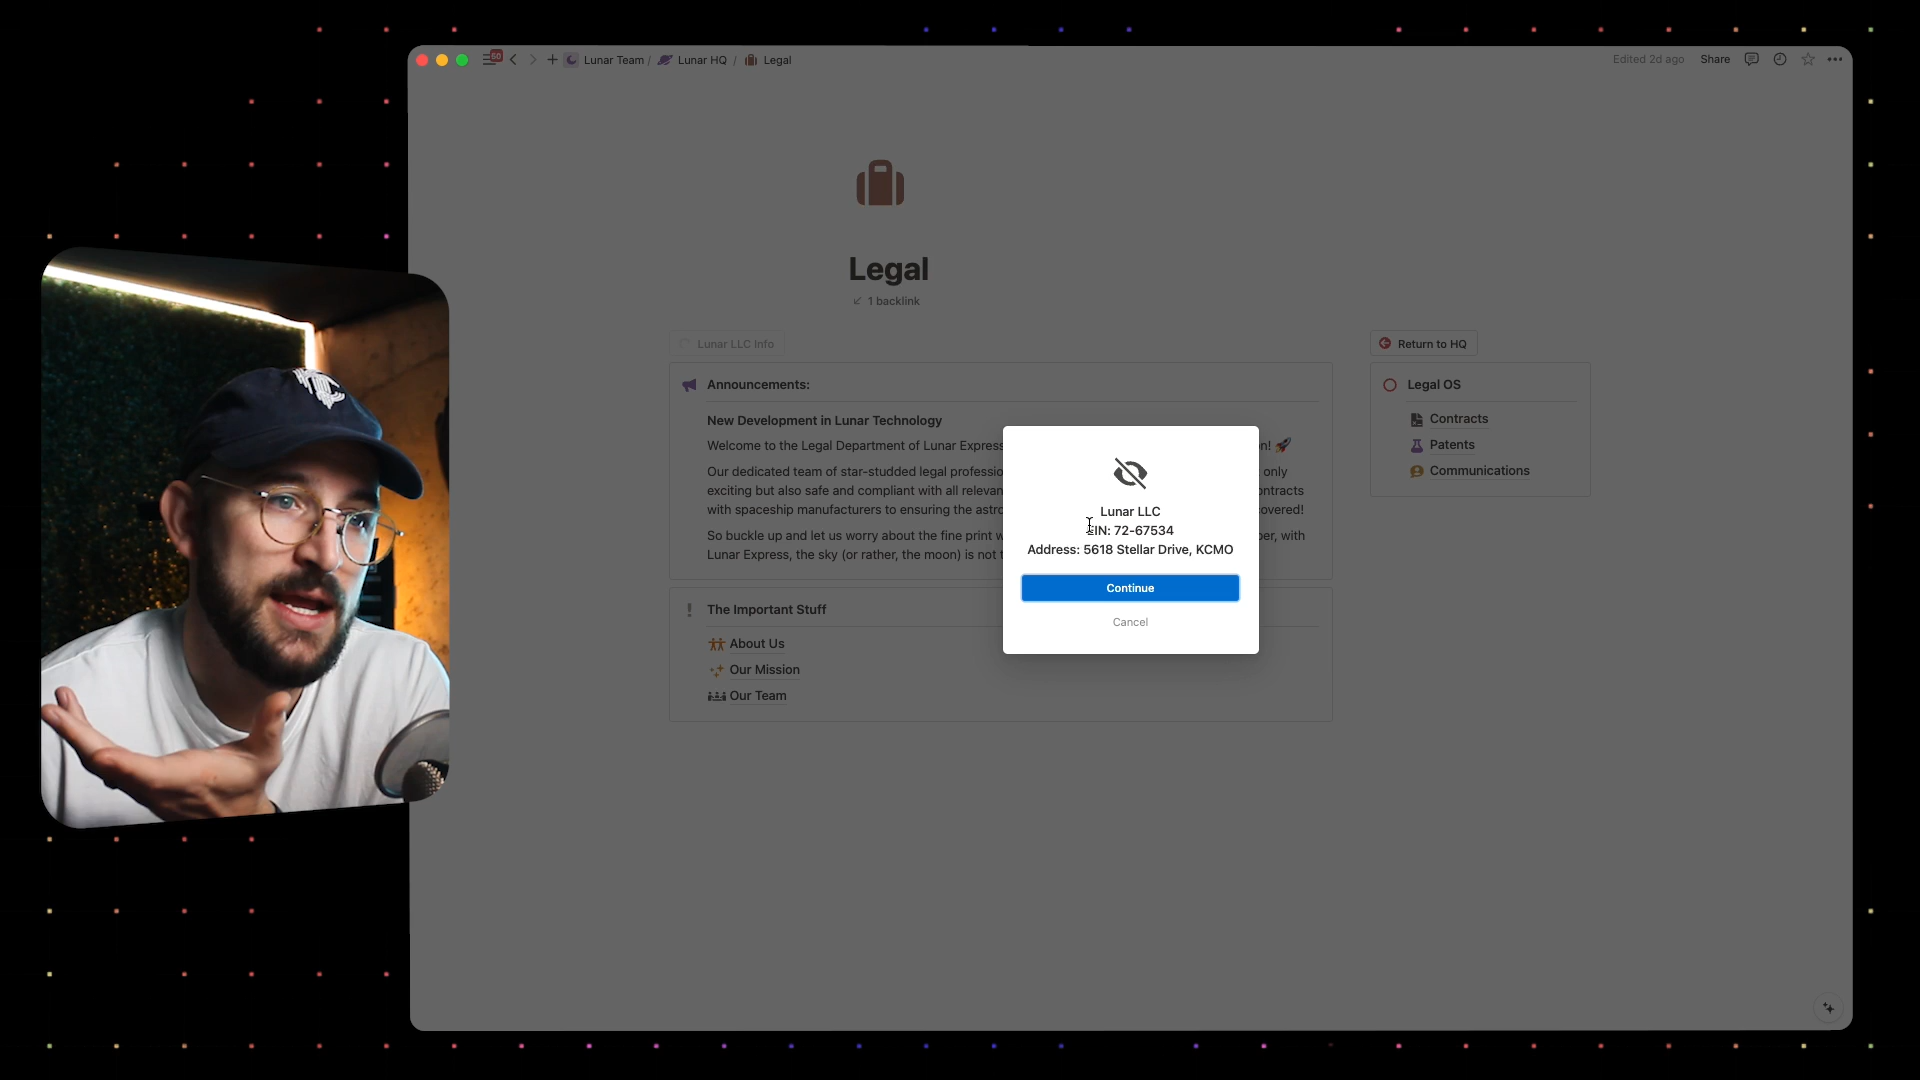 60
Lunar Team / Lunar HQ / Legal
Edited 2d ago Share
Legal
1 backlink
Lunar LLC Info
Return to HQ
Announcements:
New Development in Lunar Technology
Welcome to the Legal Department of Lunar Express
n! 🚀
Our dedicated team of star-studded legal professio
only
exciting but also safe and compliant with all relevan
ontracts
with spaceship manufacturers to ensuring the astro
covered!
So buckle up and let us worry about the fine print w
per, with
Lunar Express, the sky (or rather, the moon) is not t
The Important Stuff
About Us
Our Mission
Our Team
Legal OS
Contracts
Patents
Communications
Lunar LLC
EIN: 72-67534
Address: 5618 Stellar Drive, KCMO
Continue
Cancel